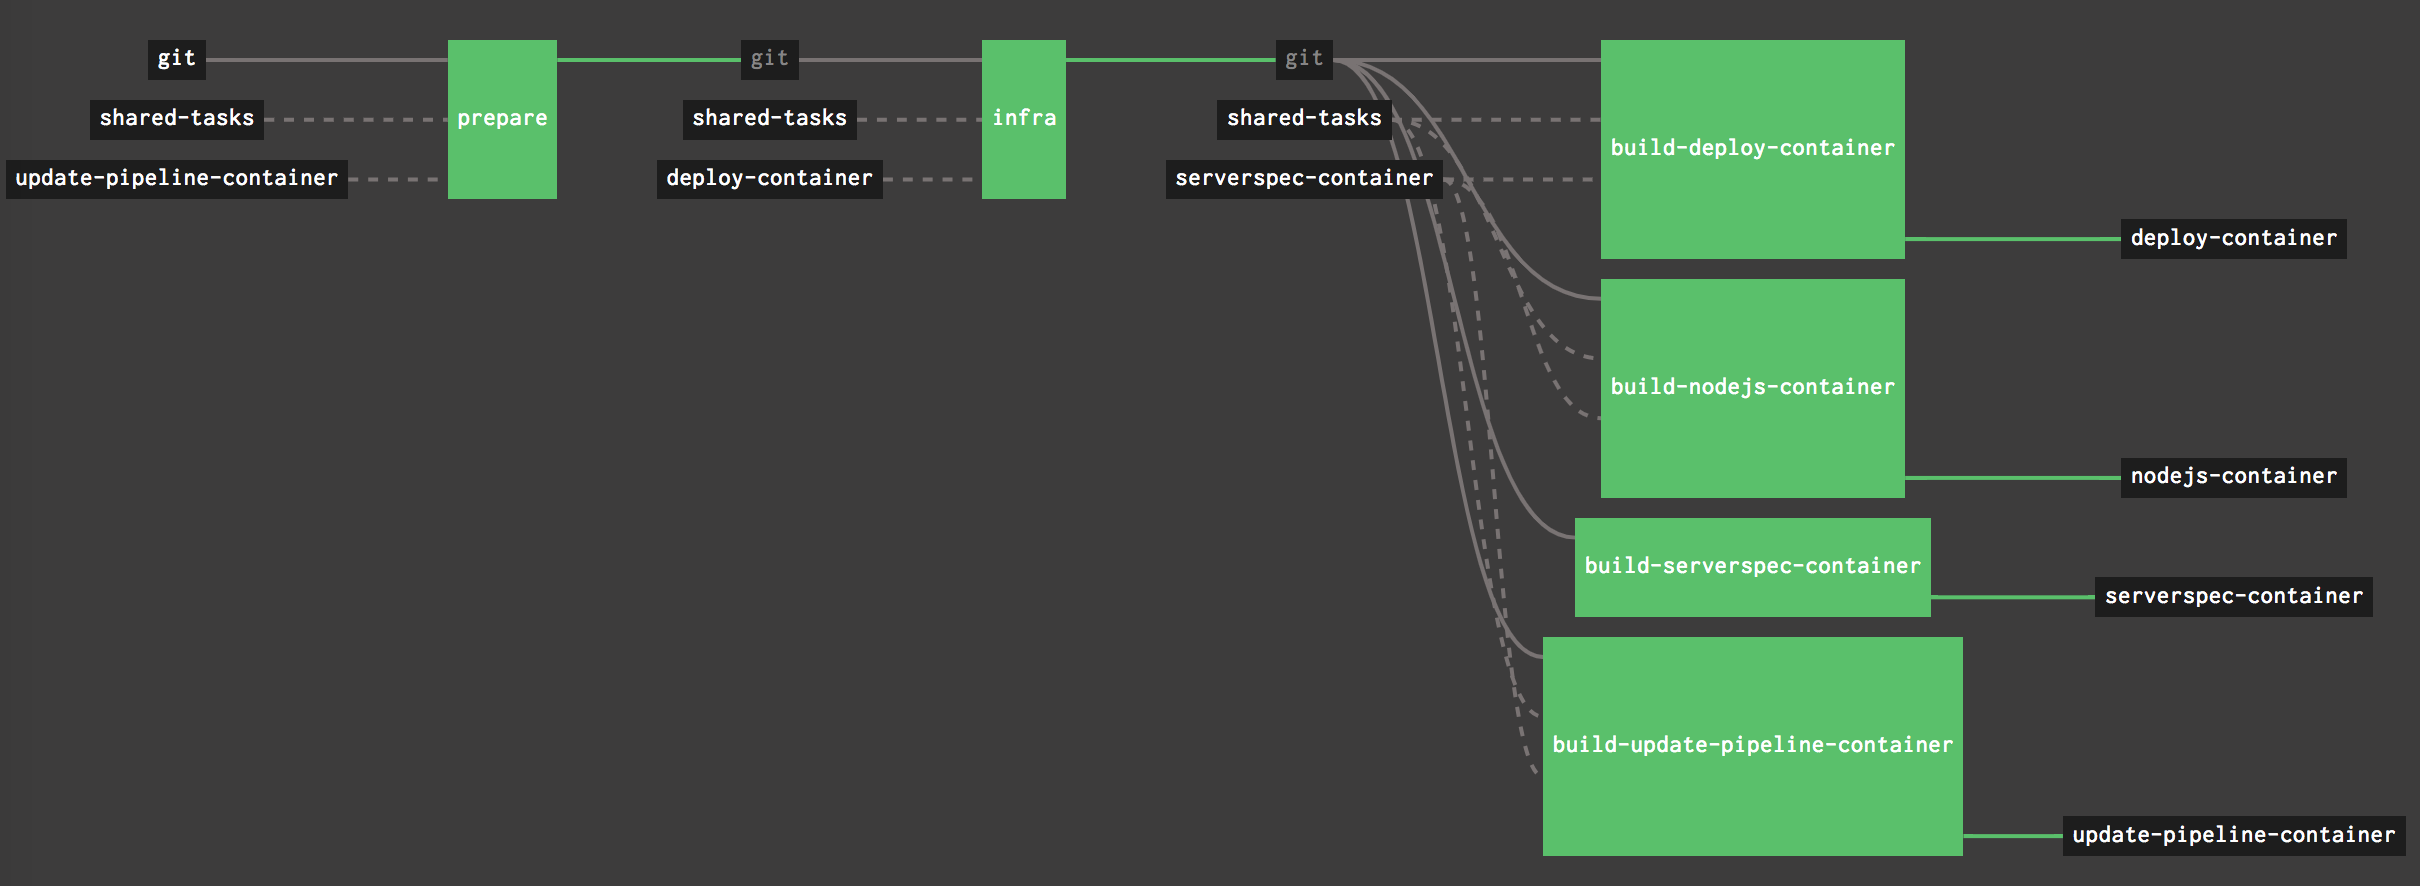 git
shared-tasks
update-pipeline-container
prepare
git
shared-tasks
deploy-container
infra
git
shared-tasks
serverspec-container
build-deploy-container
deploy-container
build-nodejs-container
nodejs-container
build-serverspec-container
serverspec-container
build-update-pipeline-container
update-pipeline-container